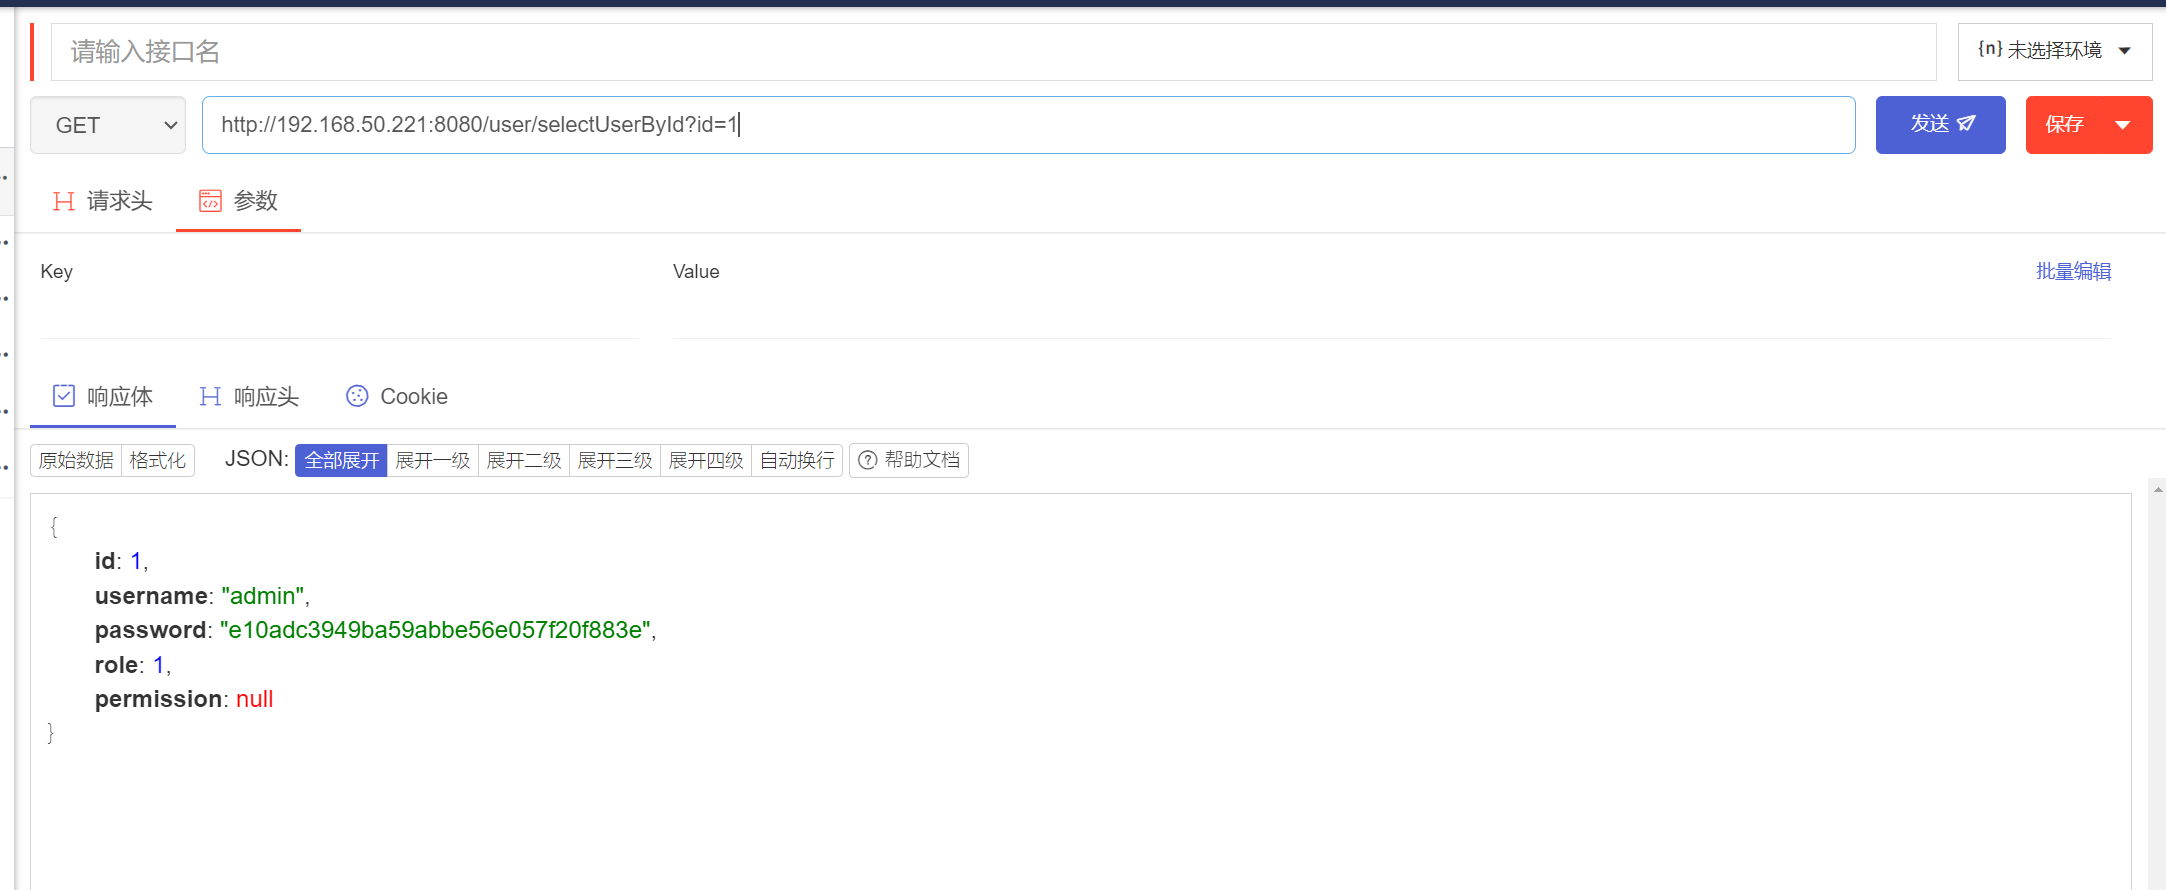 请输入接口名
{n} 未选择环境
GET
http://192.168.50.221:8080/user/selectUserById?id=1
发送
保存
请求头
参数
Key
Value
批量编辑
响应体
响应头
Cookie
原始数据 格式化 JSON: 全部展开 展开一级 展开二级 展开三级 展开四级 自动换行 帮助文档
{
id: 1,
username: "admin",
password: "e10adc3949ba59abbe56e057f20f883e",
role: 1,
permission: null
}